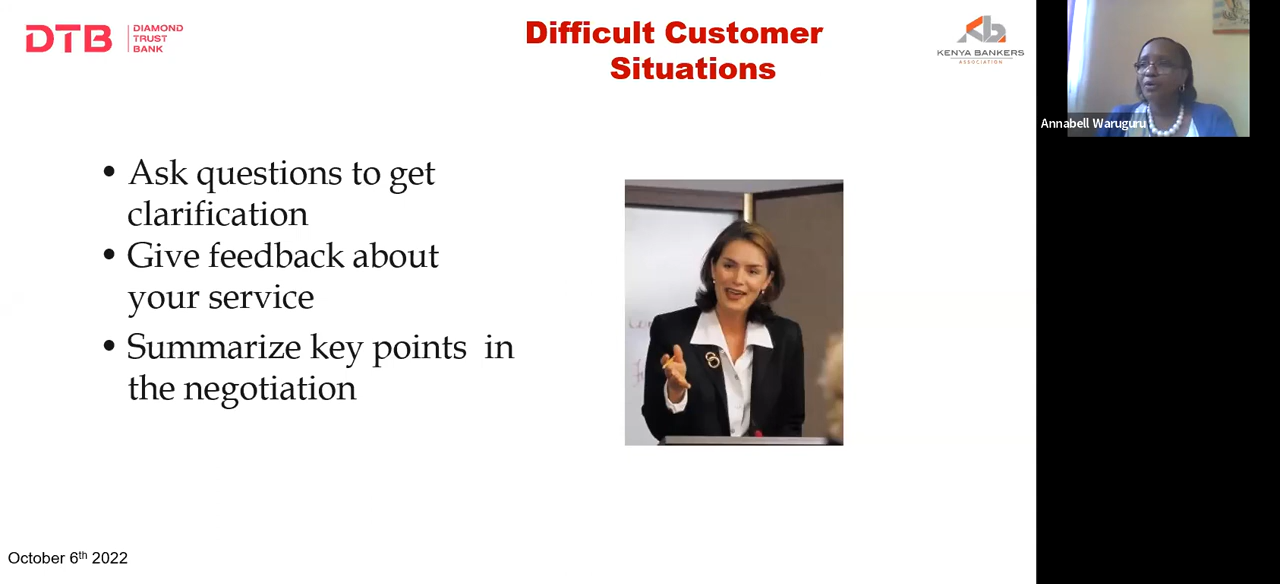 DTB
DIAMOND
TRUST
BANK
Difficult Customer
Situations
KENYA BANKERS
ASSOCIATION
Annabell Waruguru
• Ask questions to get
clarification
• Give feedback about
your service
• Summarize key points in
the negotiation
October 6th 2022